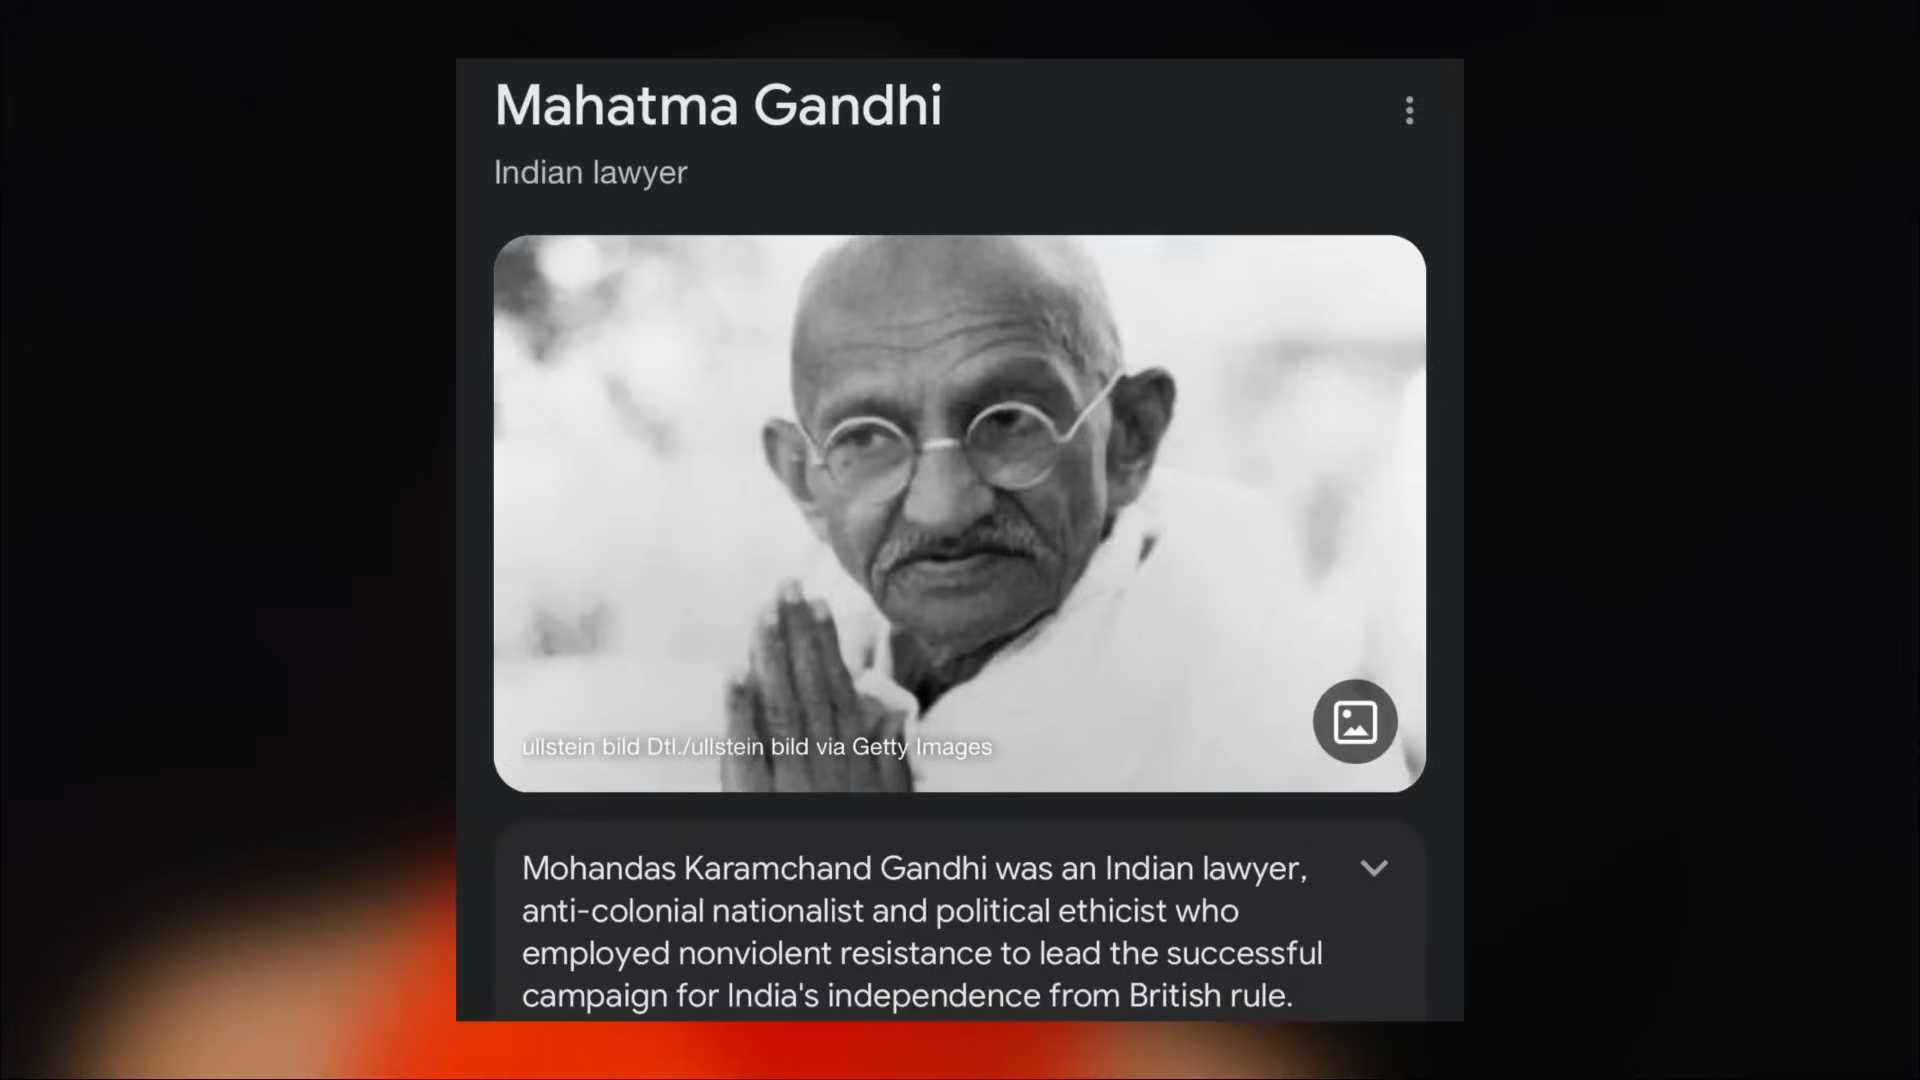 Mahatma Gandhi
Indian lawyer
ullstein bild Dtl./ullstein bild via Getty Images
Mohandas Karamchand Gandhi was an Indian lawyer,
anti-colonial nationalist and political ethicist who
employed nonviolent resistance to lead the successful
campaign for India's independence from British rule.